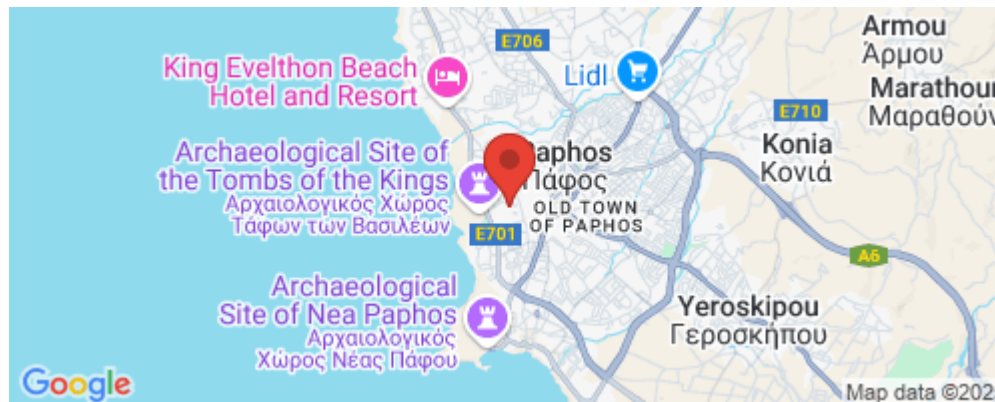 E706
Armou
Άρμου
King Evelthon Beach
Hotel and Resort
Lidl
Marathou
Μαραθούν
E710
Konia
Κονιά
Archaeological Site of
the Tombs of the Kings
Αρχαιολογικός Χώρος
Τάφων των Βασιλέων
Paphos
Πάφος
OLD TOWN
OF PAPHOS
E701
A6
Archaeological
Site of Nea Paphos
Αρχαιολογικός
Χώρος Νέας Πάφου
Yeroskipou
Γεροσκήπου
Google
Map data ©202